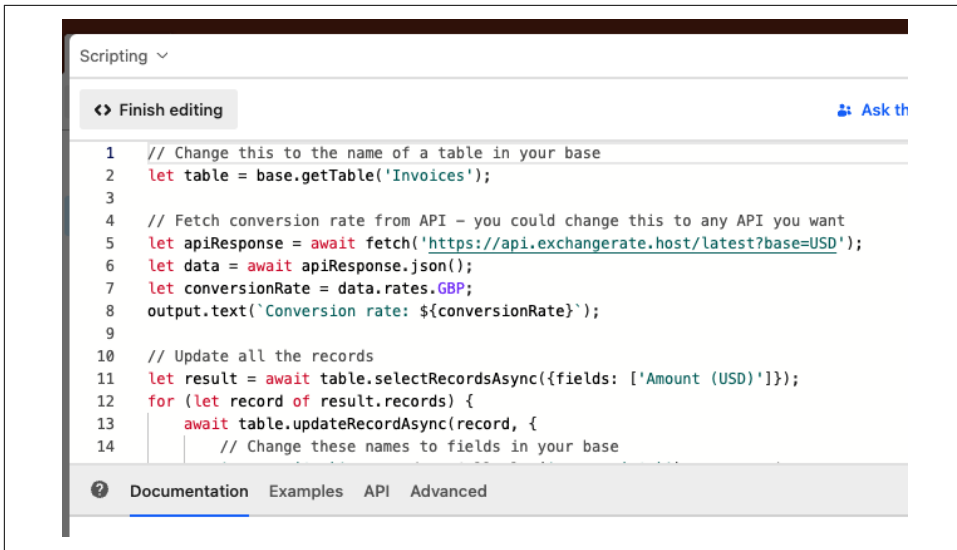 Scripting
Finish editing
Ask th
1 // Change this to the name of a table in your base
2 let table = base.getTable('Invoices');
3
4 // Fetch conversion rate from API – you could change this to any API you want
5 let apiResponse = await fetch('https://api.exchangerate.host/latest?base=USD');
6 let data = await apiResponse.json();
7 let conversionRate = data.rates.GBP;
8 output.text(`Conversion rate: ${conversionRate}`);
9
10 // Update all the records
11 let result = await table.selectRecordsAsync({fields: ['Amount (USD)']});
12 for (let record of result.records) {
13 await table.updateRecordAsync(record, {
14 // Change these names to fields in your base
Documentation Examples API Advanced